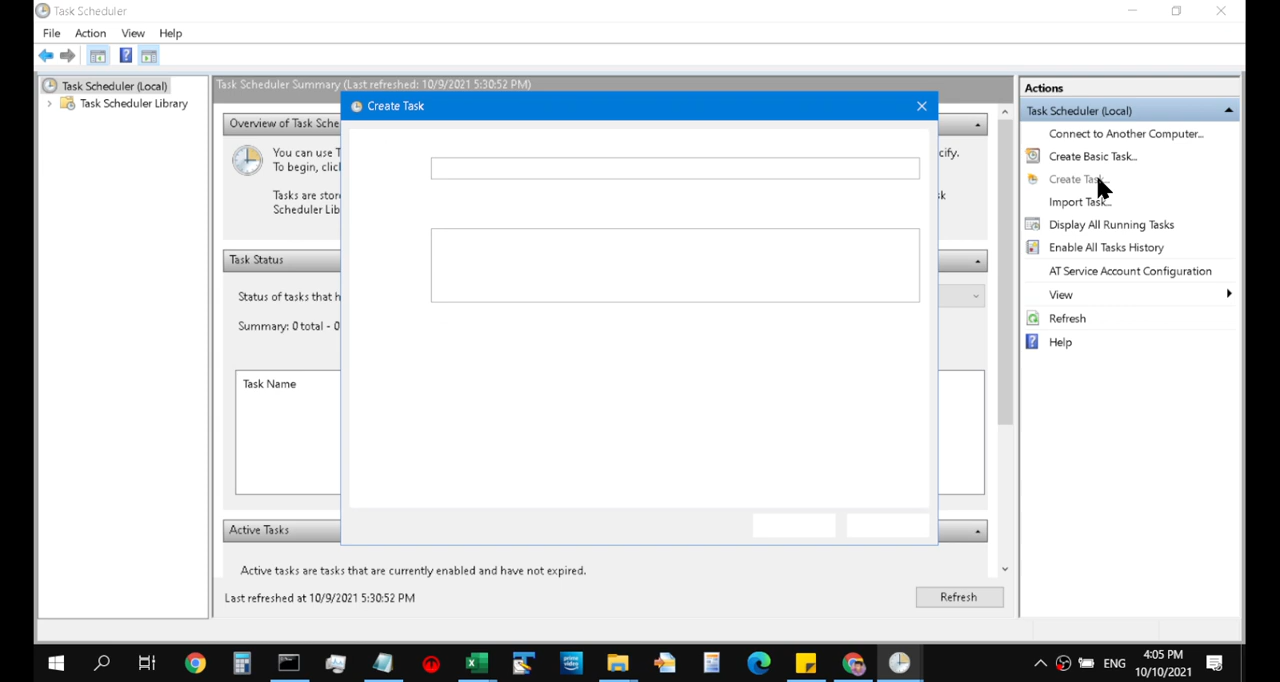 Task Scheduler
File Action View Help
Task Scheduler (Local)
Task Scheduler Library
Task Scheduler Summary (Last refreshed: 10/9/2021 5:30:52 PM)
Overview of Task Sche
You can use T
cify.
To begin, clic
Tasks are stor
sk
Scheduler Lib
Task Status
Status of tasks that h
Summary: 0 total - 0
Task Name
Active Tasks
Active tasks are tasks that are currently enabled and have not expired.
Last refreshed at 10/9/2021 5:30:52 PM
Refresh
Create Task
Actions
Task Scheduler (Local)
Connect to Another Computer...
Create Basic Task...
Create Task...
Import Task...
Display All Running Tasks
Enable All Tasks History
AT Service Account Configuration
View
Refresh
Help
prime video
ENG
4:05 PM
10/10/2021